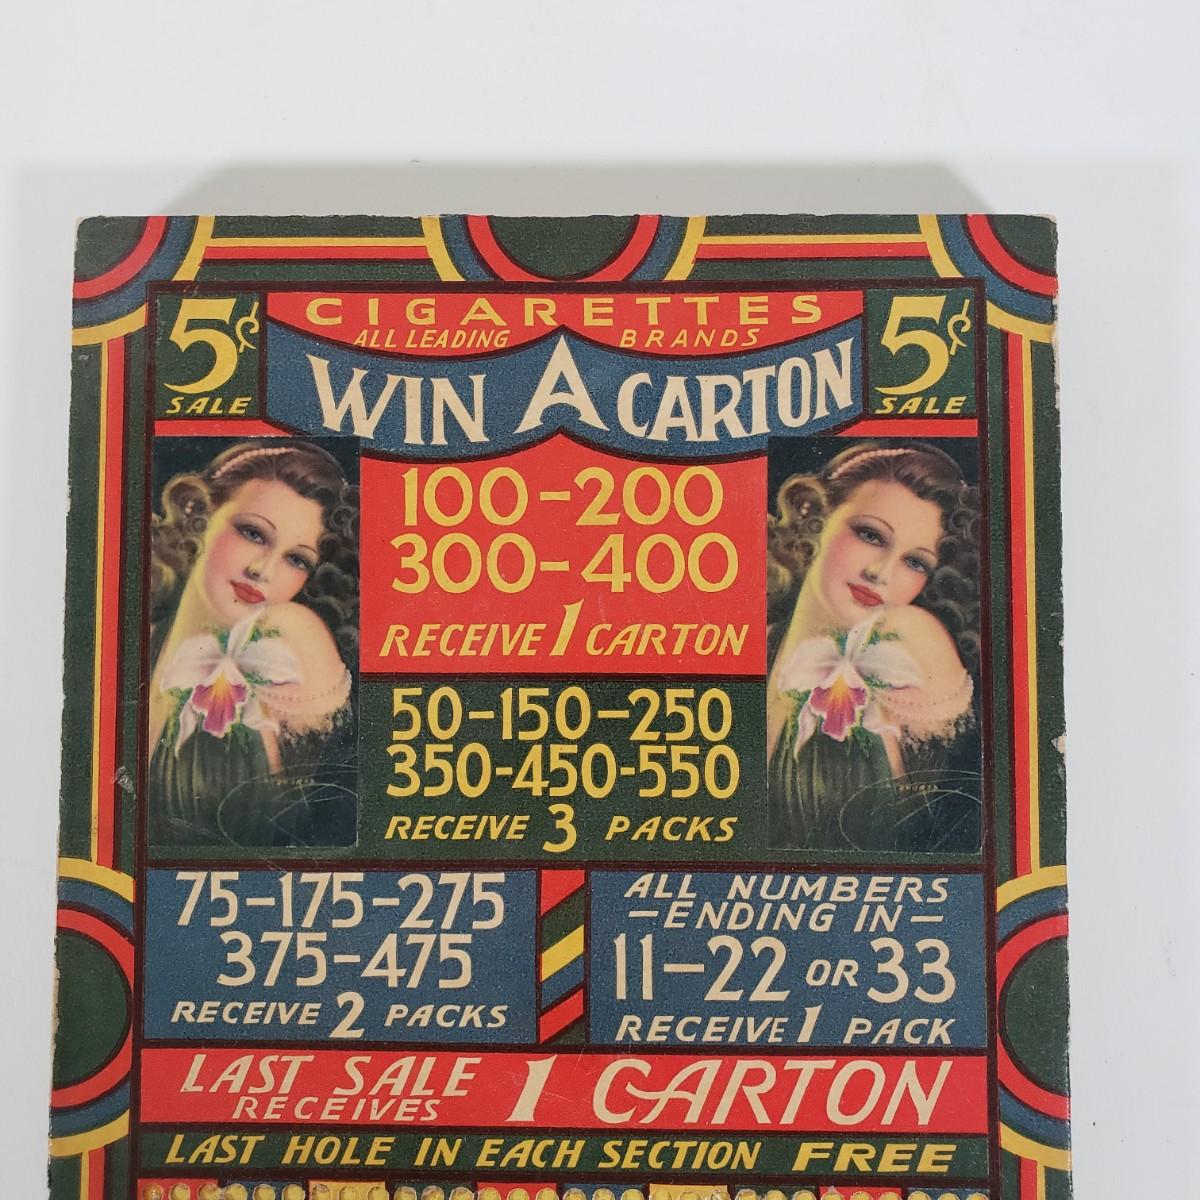 CIGARETTES
5¢ SALE
ALL LEADING BRANDS
5¢ SALE
WIN A CARTON
100-200
300-400
RECEIVE 1 CARTON
50-150-250
350-450-550
RECEIVE 3 PACKS
75-175-275
375-475
RECEIVE 2 PACKS
ALL NUMBERS
-ENDING IN-
11-22 OR 33
RECEIVE 1 PACK
LAST SALE
RECEIVES
1 CARTON
LAST HOLE IN EACH SECTION FREE